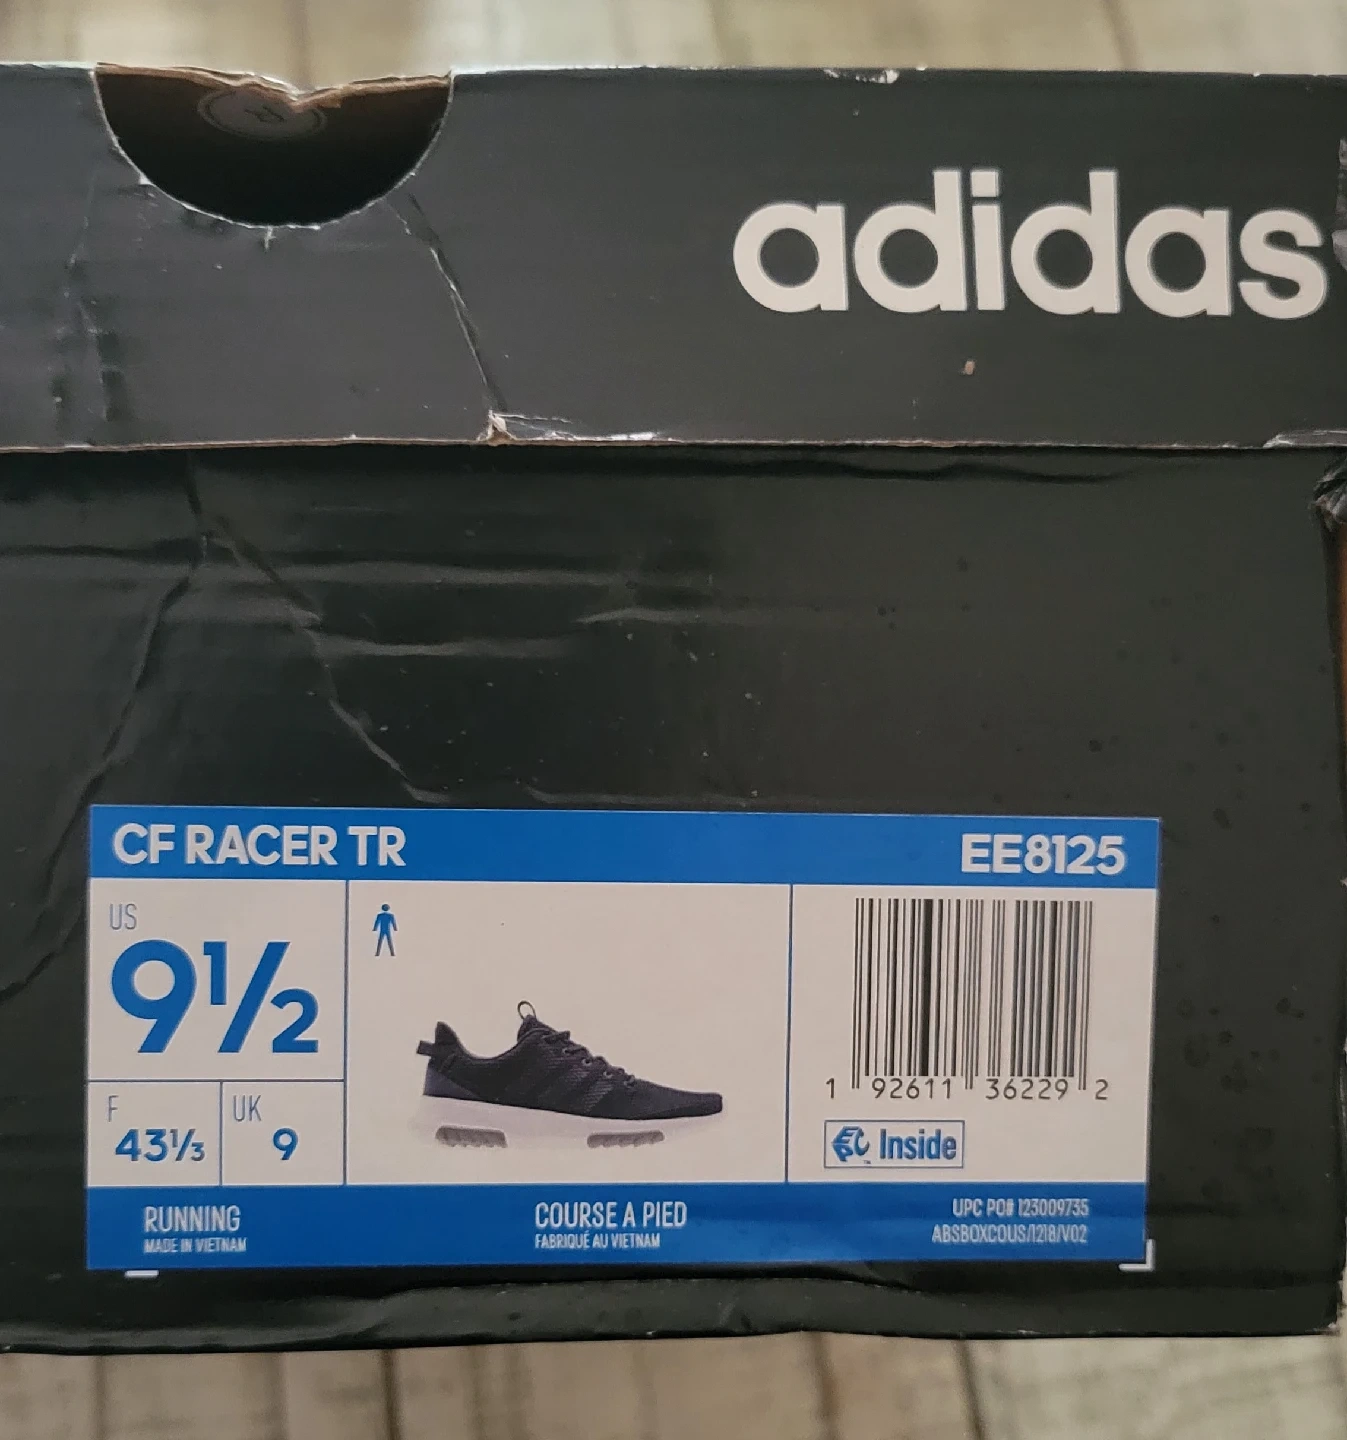 adidas
CF RACER TR
EE8125
US
9½
F
43⅓
UK
9
1 92611 36229 2
EPC Inside
RUNNING
MADE IN VIETNAM
COURSE A PIED
FABRIQUÉ AU VIETNAM
UPC PO# 123009735
ABSBOXCOUS/1218/V02